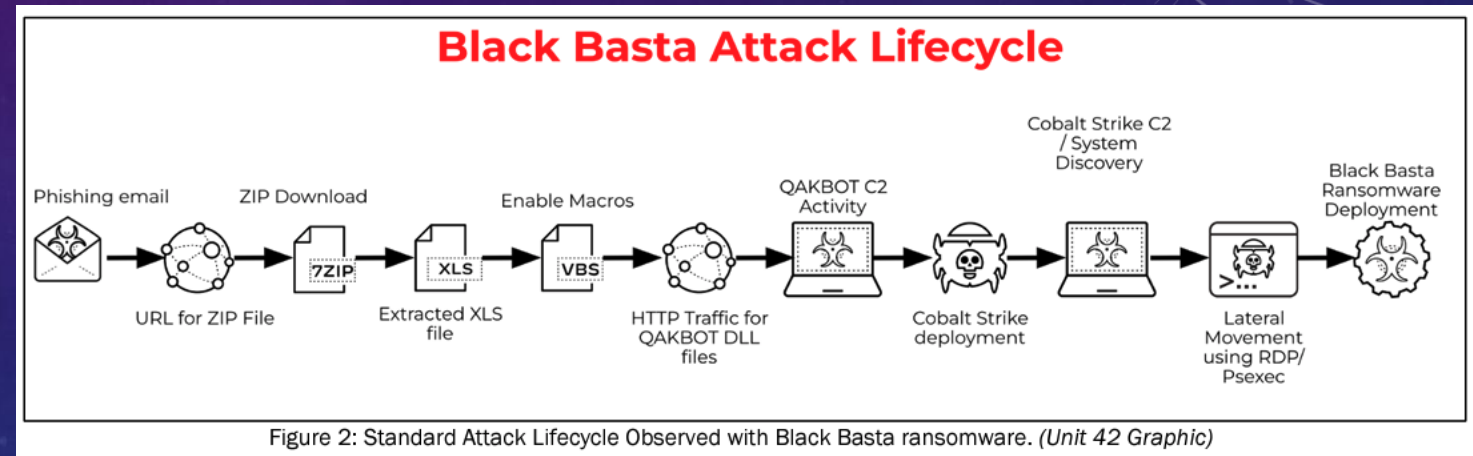 Black Basta Attack Lifecycle
Phishing email
URL for ZIP File
ZIP Download
7ZIP
XLS
Extracted XLS
file
Enable Macros
VBS
HTTP Traffic for
QAKBOT DLL
files
QAKBOT C2
Activity
Cobalt Strike
deployment
Cobalt Strike C2
/ System
Discovery
>_...
Lateral
Movement
using RDP/
Psexec
Black Basta
Ransomware
Deployment
Figure 2: Standard Attack Lifecycle Observed with Black Basta ransomware. (Unit 42 Graphic)